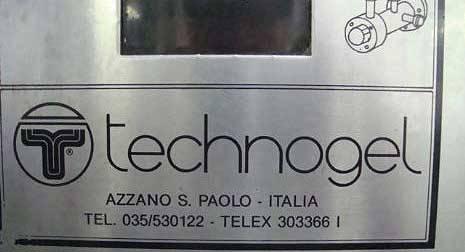 ® technogel
AZZANO S. PAOLO - ITALIA
TEL. 035/530122 - TELEX 303366 I